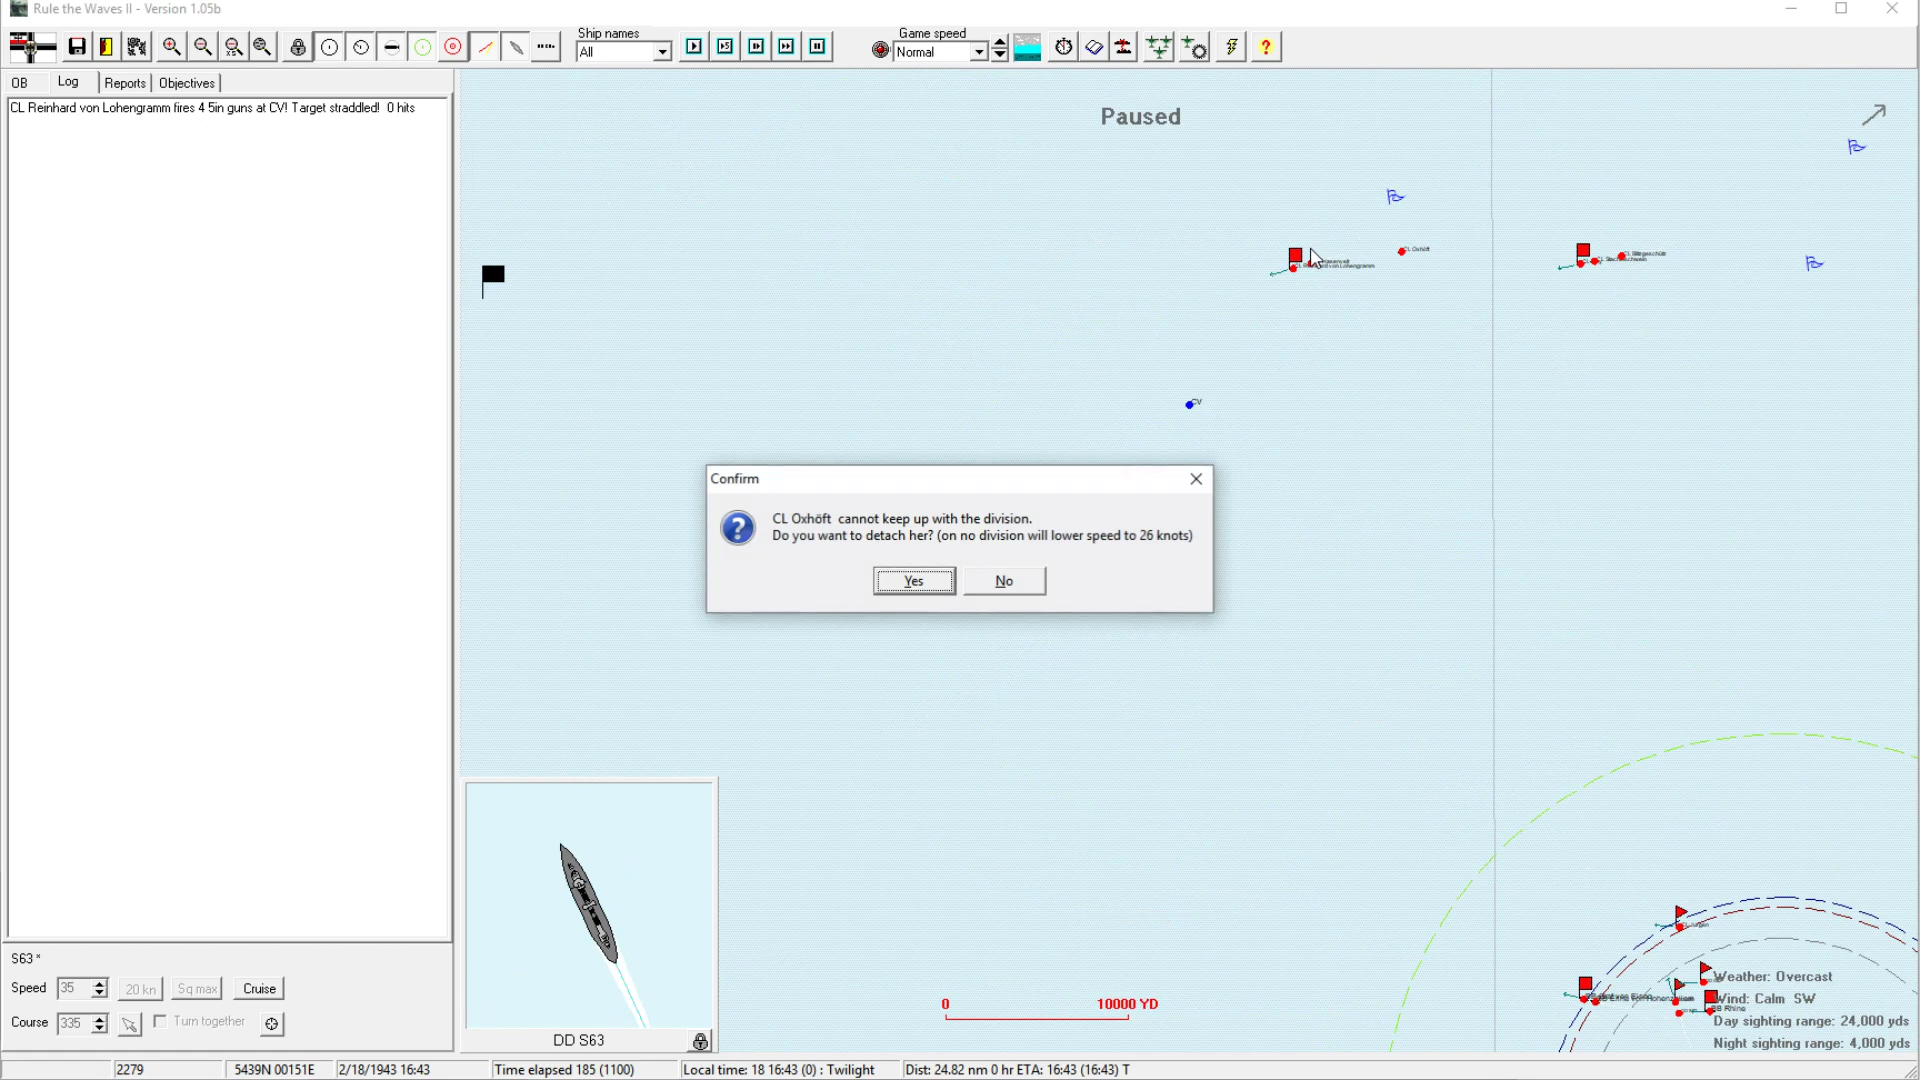 Rule the Waves II - Version 1.05b
Ship names
All
Game speed
Normal
OB
Log
Reports
Objectives
CL Reinhard von Lohengramm fires 4 5in guns at CV! Target straddled!  0 hits
Paused
CL Oxhöft
CV
Confirm
CL Oxhöft  cannot keep up with the division.
Do you want to detach her? (on no division will lower speed to 26 knots)
Yes
No
S63 *
Speed
35
20 kn
Sq max
Cruise
Course
335
Turn together
DD S63
0
10000 YD
Weather: Overcast
Wind: Calm  SW
BB Rhine
Day sighting range: 24,000 yds
Night sighting range: 4,000 yds
2279
5439N 00151E
2/18/1943 16:43
Time elapsed 185 (1100)
Local time: 18 16:43 (0) : Twilight
Dist: 24.82 nm 0 hr ETA: 16:43 (16:43) T